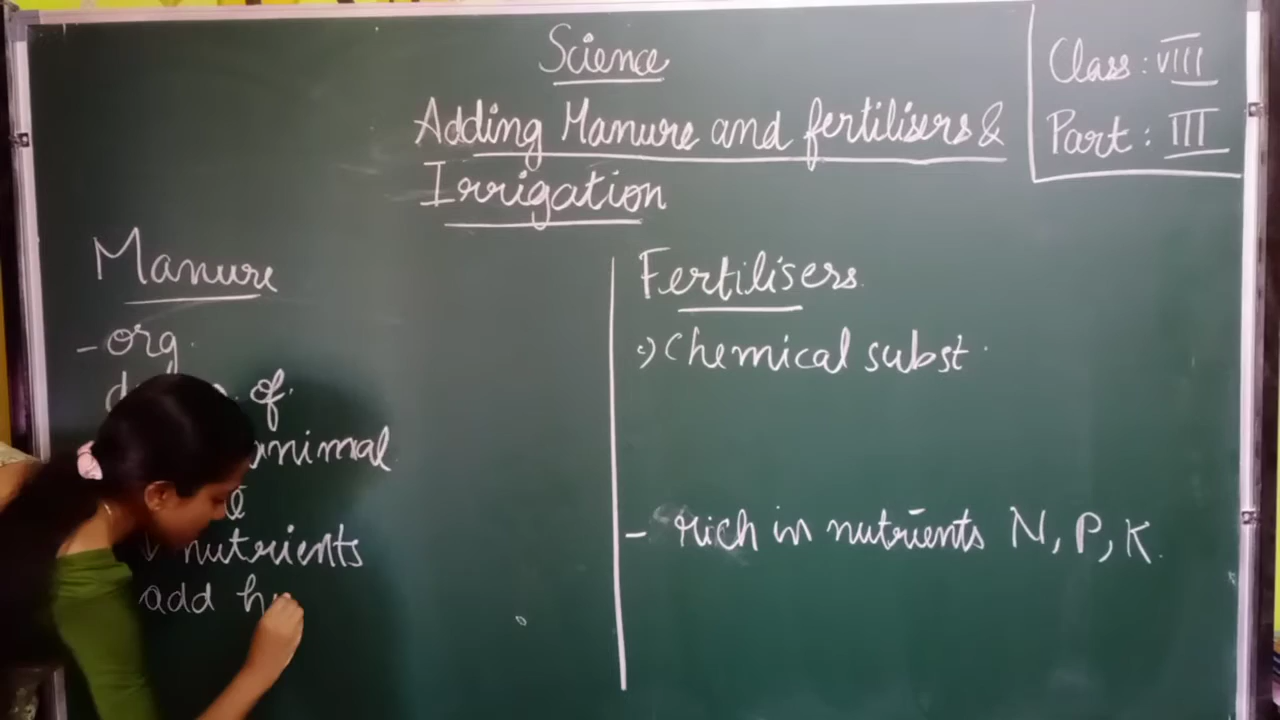 Science
Adding Manure and fertilisers &
Irrigation
Class : VIII
Part : III
Manure
- org.
of
animal
↓ nutrients
add
Fertilisers
Chemical subst.
- rich in nutrients N, P, K.